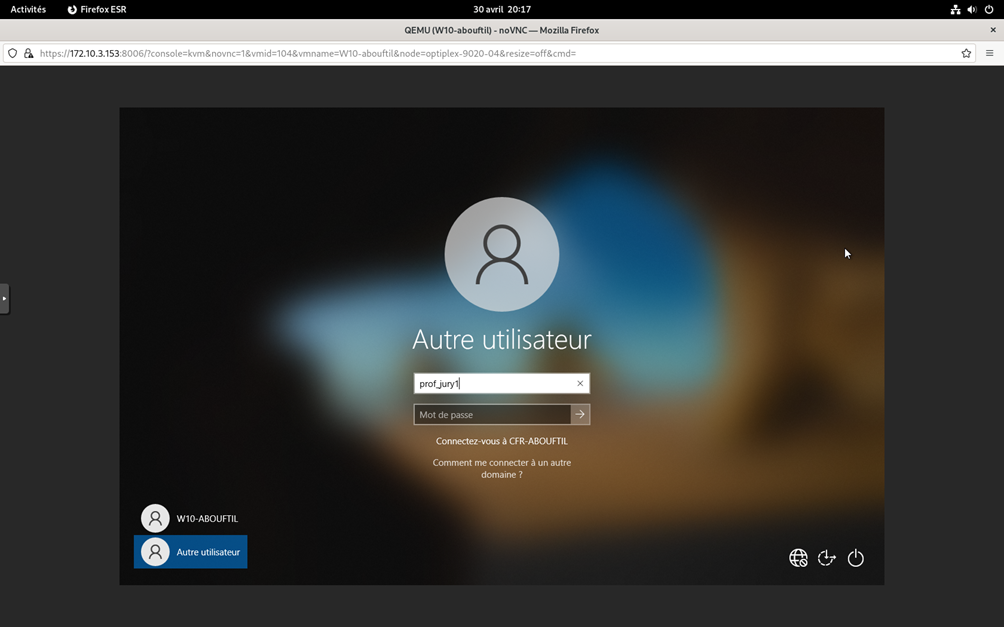 Activités Firefox ESR 30 avril 20:17
QEMU (W10-abouftil) - noVNC — Mozilla Firefox
https://172.10.3.153:8006/?console=kvm&novnc=1&vmid=104&vmname=W10-abouftil&node=optiplex-9020-04&resize=off&cmd=
Autre utilisateur
prof_jury1
Mot de passe
Connectez-vous à CFR-ABOUFTIL
Comment me connecter à un autre
domaine ?
W10-ABOUFTIL
Autre utilisateur